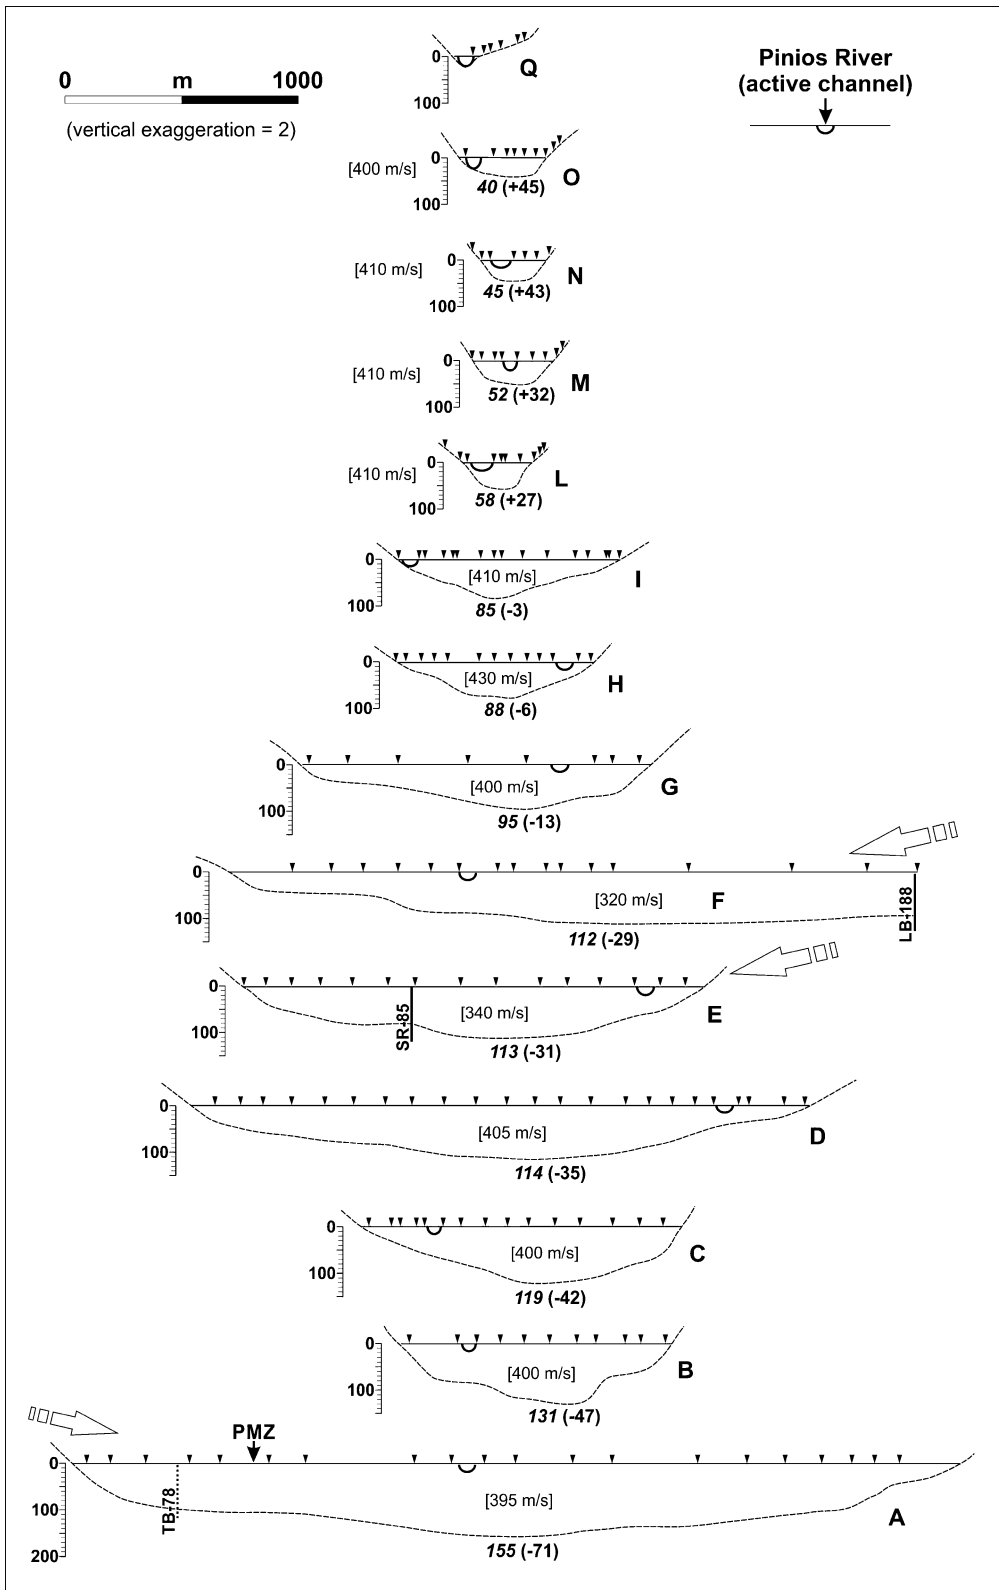 0 m 1000
(vertical exaggeration = 2)
Pinios River
(active channel)
0
100
Q
[400 m/s]
0
100
40 (+45)
O
[410 m/s]
0
100
45 (+43)
N
[410 m/s]
0
100
52 (+32)
M
[410 m/s]
0
100
58 (+27)
L
0
100
[410 m/s]
85 (-3)
I
0
100
[430 m/s]
88 (-6)
H
0
100
[400 m/s]
95 (-13)
G
0
100
[320 m/s]
F
LB-188
112 (-29)
0
100
SR-85
[340 m/s]
E
113 (-31)
0
100
[405 m/s]
D
114 (-35)
0
100
[400 m/s]
C
119 (-42)
0
100
[400 m/s]
B
131 (-47)
PMZ
0
100
200
TB-78
[395 m/s]
A
155 (-71)